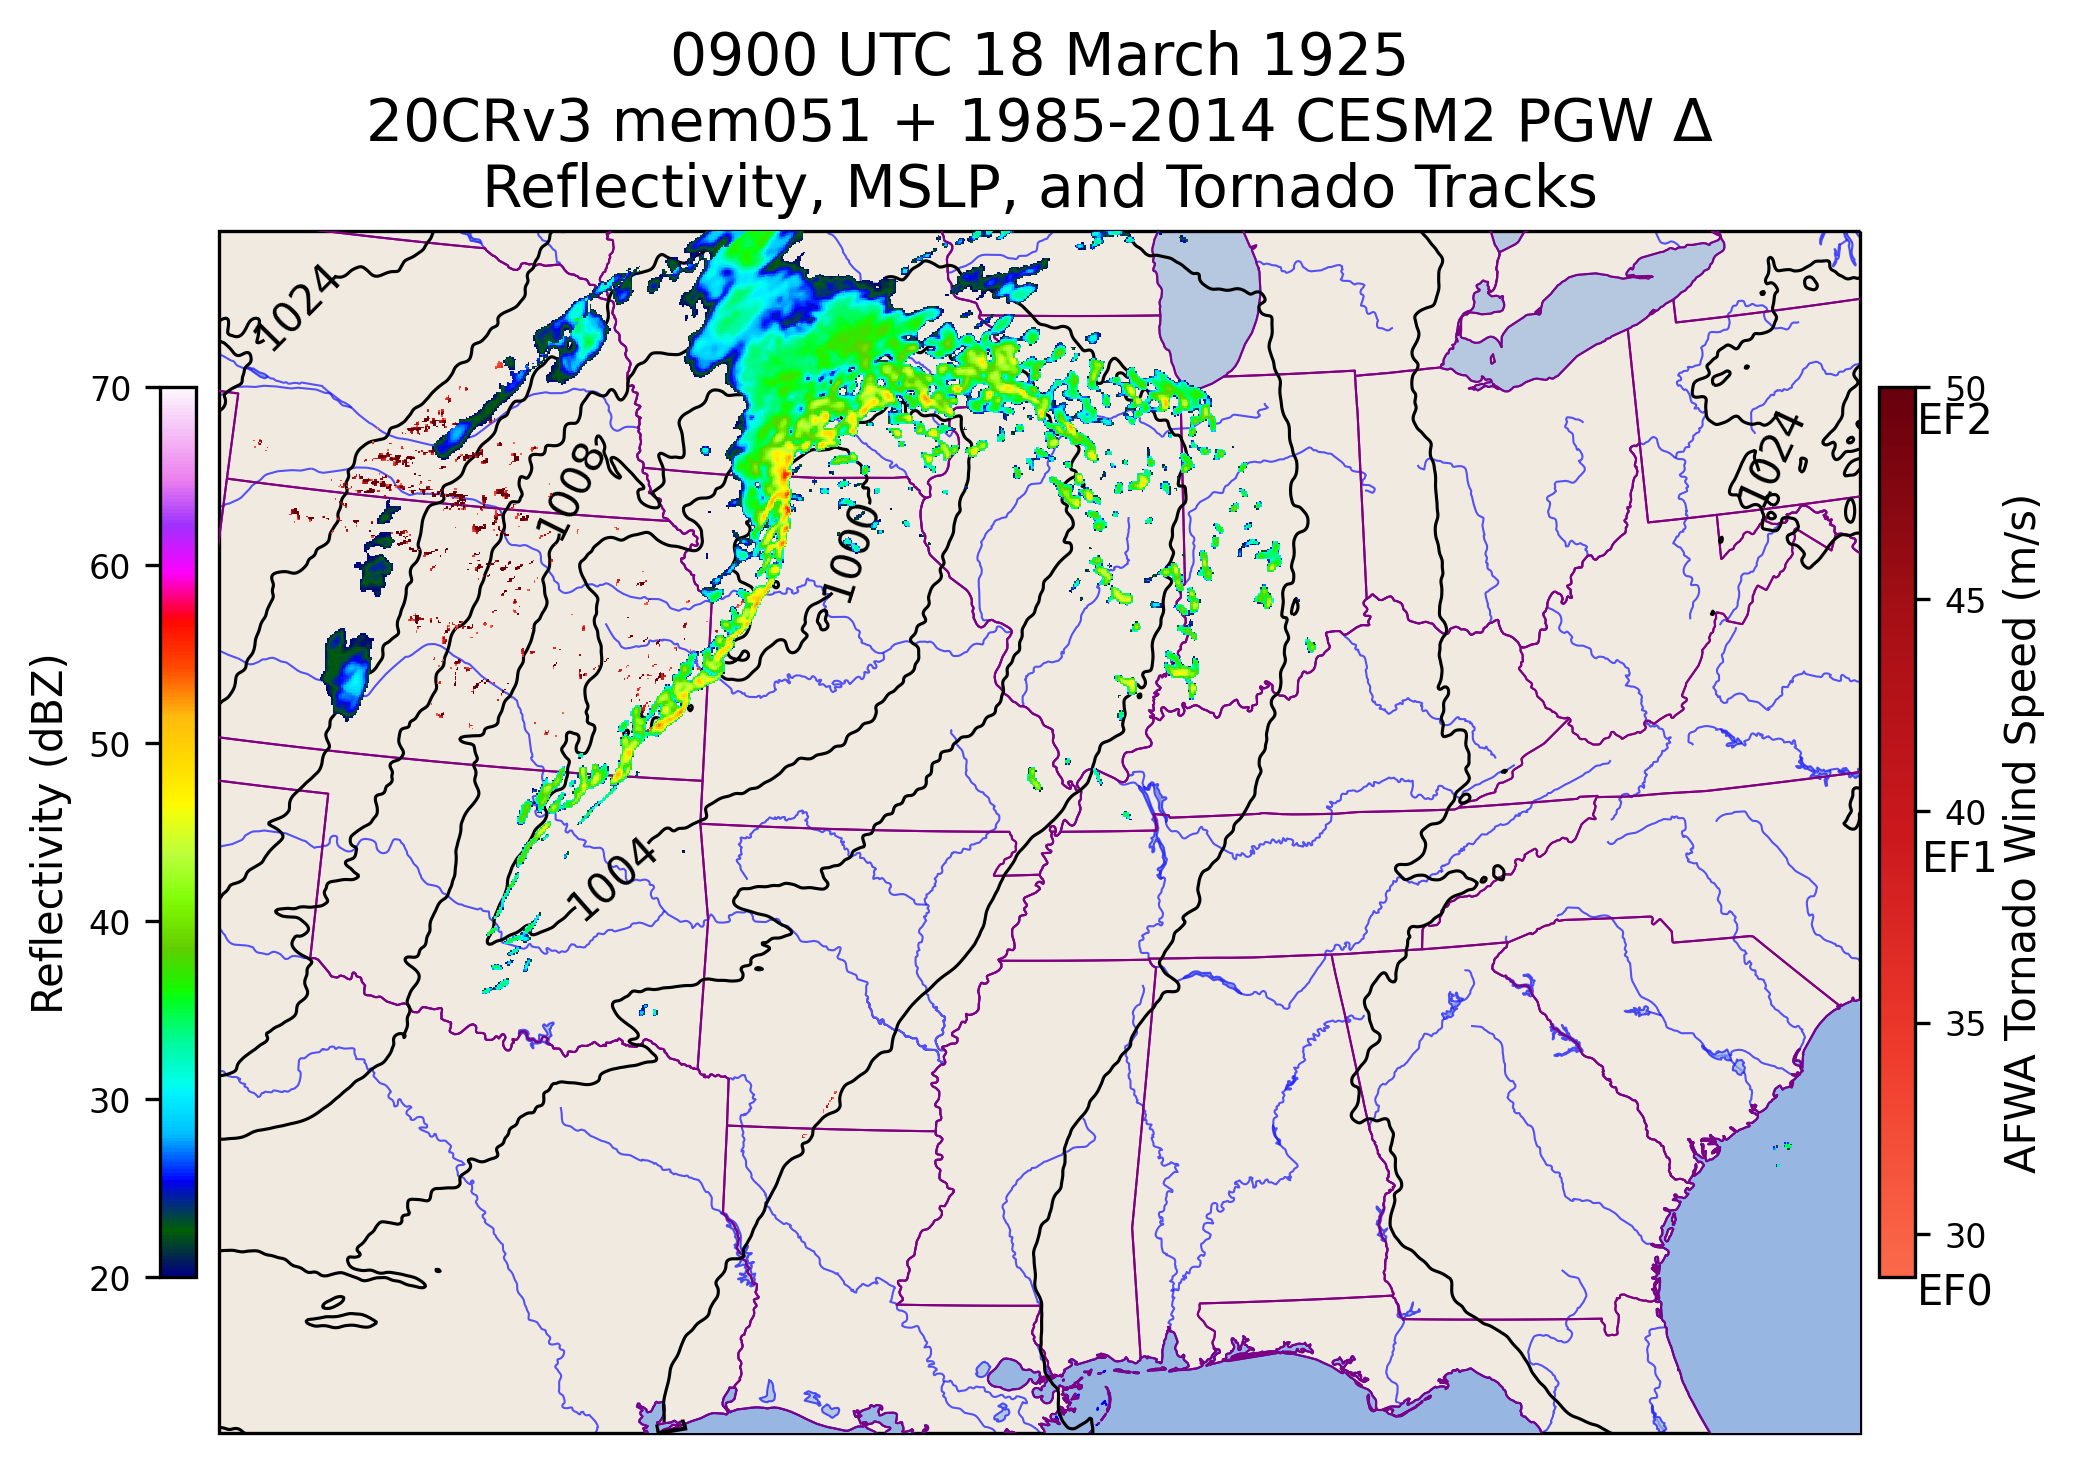 0900 UTC 18 March 1925
20CRv3 mem051 + 1985-2014 CESM2 PGW Δ
Reflectivity, MSLP, and Tornado Tracks
1024
1008
1000
1004
1024
70
60
50
40
30
20
Reflectivity (dBZ)
50
EF2
45
40
EF1
35
30
EF0
AFWA Tornado Wind Speed (m/s)